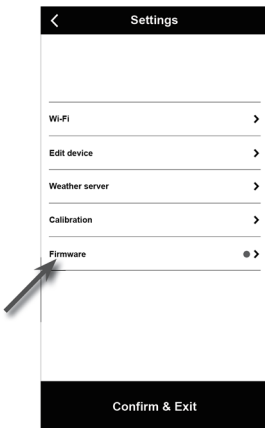 Settings
Wi-Fi
Edit device
Weather server
Calibration
Firmware
Confirm & Exit